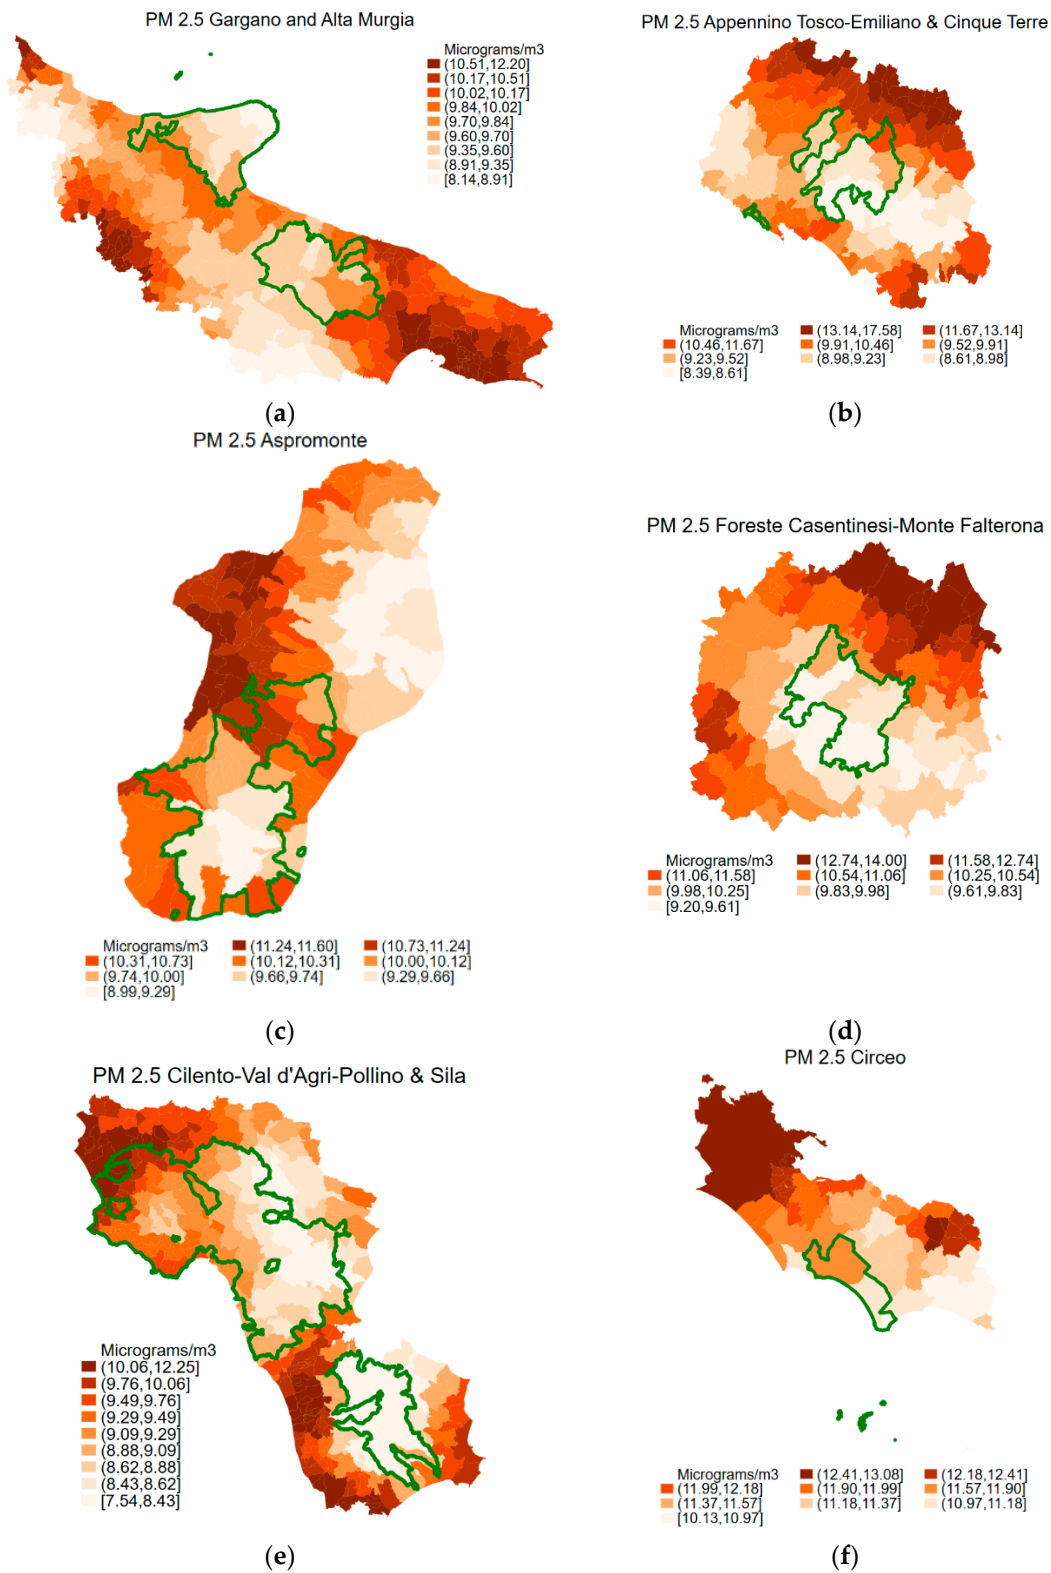 PM 2.5 Gargano and Alta Murgia
Micrograms/m3
(10.51,12.20]
(10.17,10.51]
(10.02,10.17]
(9.84,10.02]
(9.70,9.84]
(9.60,9.70]
(9.35,9.60]
(8.91,9.35]
[8.14,8.91]
(a)
PM 2.5 Appennino Tosco-Emiliano & Cinque Terre
Micrograms/m3 (13.14,17.58] (11.67,13.14]
(10.46,11.67] (9.91,10.46] (9.52,9.91]
(9.23,9.52] (8.98,9.23] (8.61,8.98]
[8.39,8.61]
(b)
PM 2.5 Aspromonte
Micrograms/m3 (11.24,11.60] (10.73,11.24]
(10.31,10.73] (10.12,10.31] (10.00,10.12]
(9.74,10.00] (9.66,9.74] (9.29,9.66]
[8.99,9.29]
(c)
PM 2.5 Foreste Casentinesi-Monte Falterona
Micrograms/m3 (12.74,14.00] (11.58,12.74]
(11.06,11.58] (10.54,11.06] (10.25,10.54]
(9.98,10.25] (9.83,9.98] (9.61,9.83]
[9.20,9.61]
(d)
PM 2.5 Cilento-Val d'Agri-Pollino & Sila
Micrograms/m3
(10.06,12.25]
(9.76,10.06]
(9.49,9.76]
(9.29,9.49]
(9.09,9.29]
(8.88,9.09]
(8.62,8.88]
(8.43,8.62]
[7.54,8.43]
(e)
PM 2.5 Circeo
Micrograms/m3 (12.41,13.08] (12.18,12.41]
(11.99,12.18] (11.90,11.99] (11.57,11.90]
(11.37,11.57] (11.18,11.37] (10.97,11.18]
[10.13,10.97]
(f)